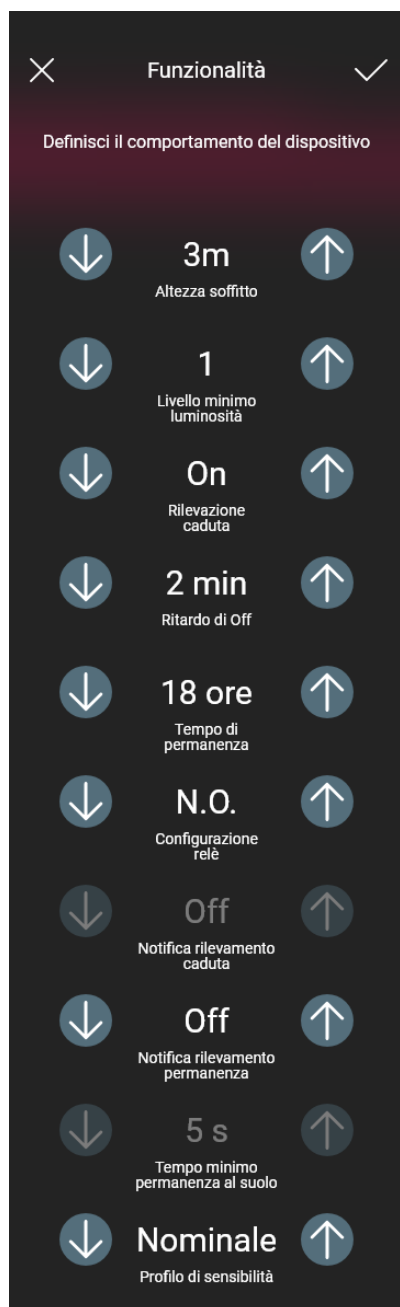 Funzionalità
Definisci il comportamento del dispositivo
3m
Altezza soffitto
1
Livello minimo
luminosità
On
Rilevazione
caduta
2 min
Ritardo di Off
18 ore
Tempo di
permanenza
N.O.
Configurazione
relè
Off
Notifica rilevamento
caduta
Off
Notifica rilevamento
permanenza
5 s
Tempo minimo
permanenza al suolo
Nominale
Profilo di sensibilità